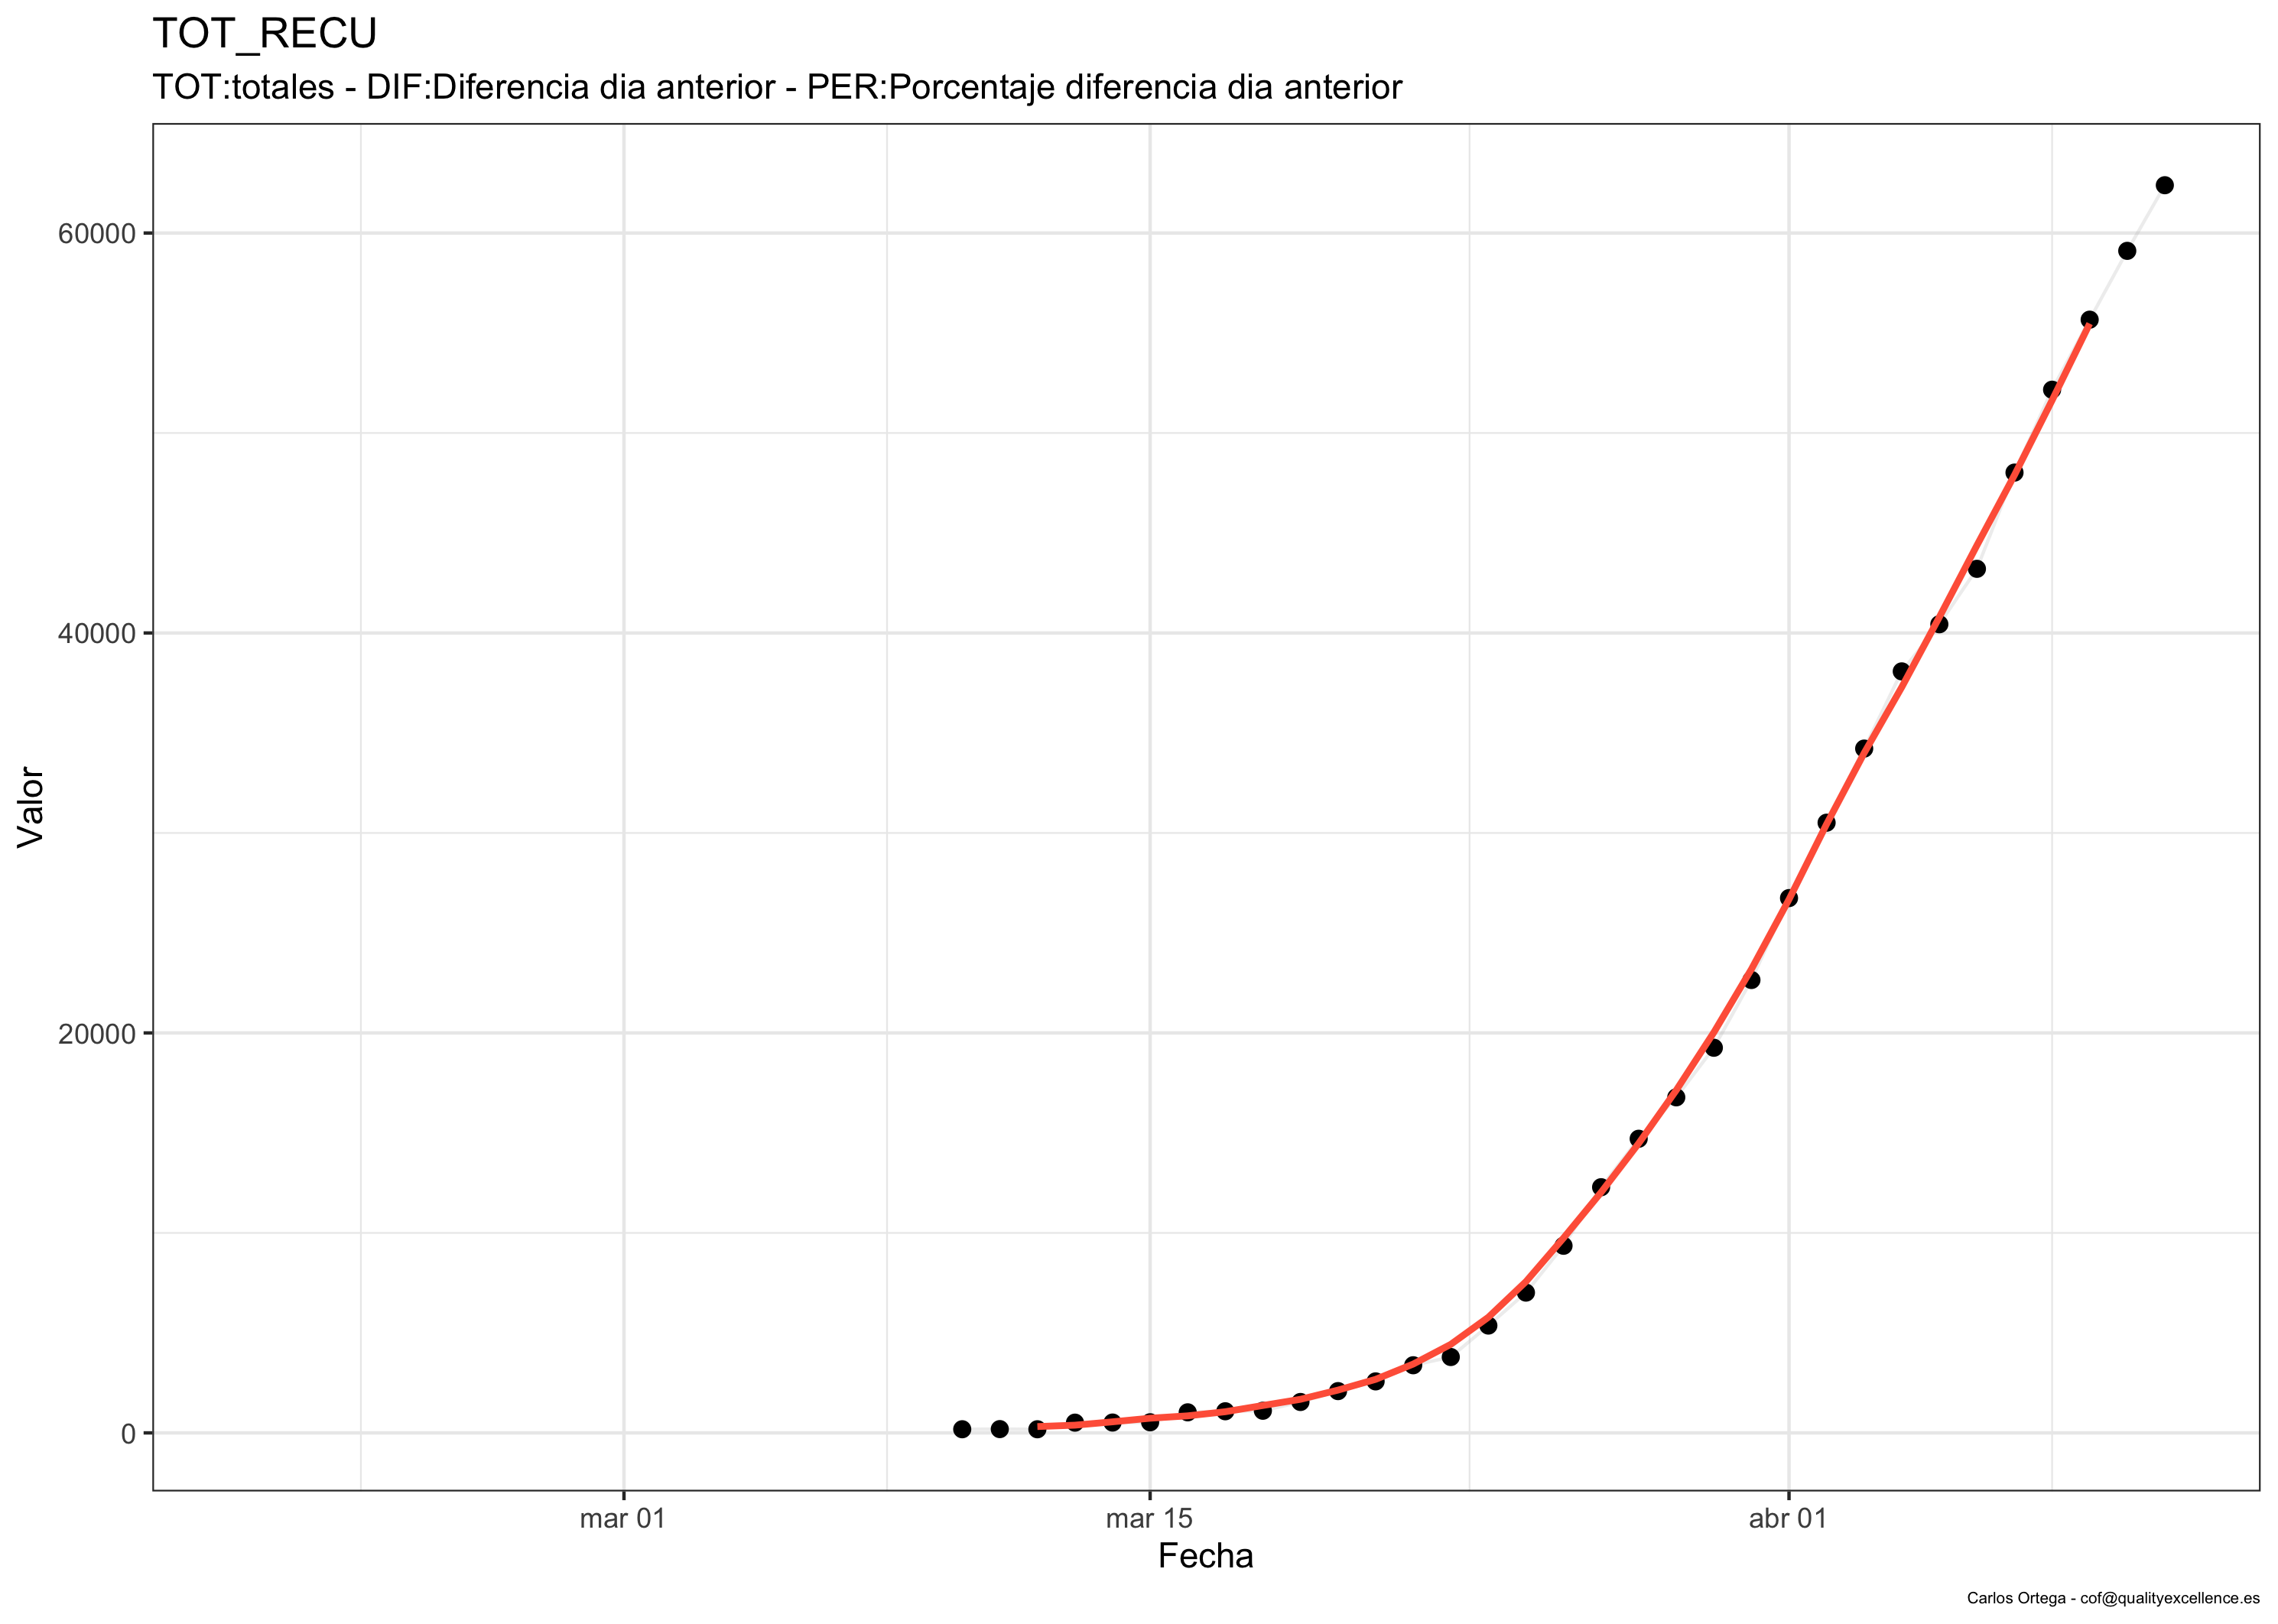 TOT_RECU
TOT:totales - DIF:Diferencia dia anterior - PER:Porcentaje diferencia dia anterior
Valor
60000
40000
20000
0
mar 01
mar 15
abr 01
Fecha
Carlos Ortega - cof@qualityexcellence.es